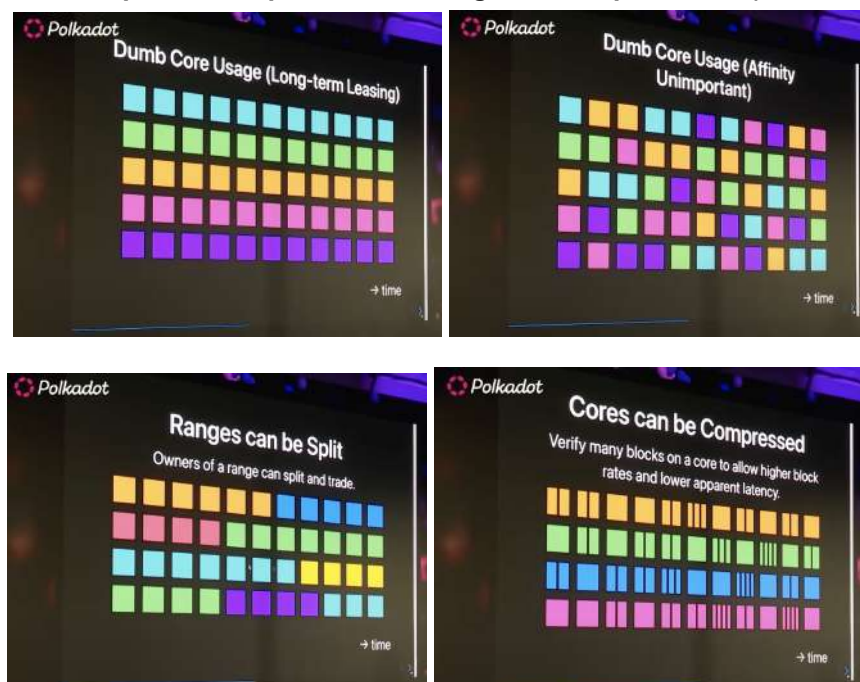 Polkadot
Dumb Core Usage (Long-term Leasing)
→ time
Polkadot
Dumb Core Usage (Affinity
Unimportant)
→ time
Polkadot
Ranges can be Split
Owners of a range can split and trade.
→ time
Polkadot
Cores can be Compressed
Verify many blocks on a core to allow higher block
rates and lower apparent latency.
→ time